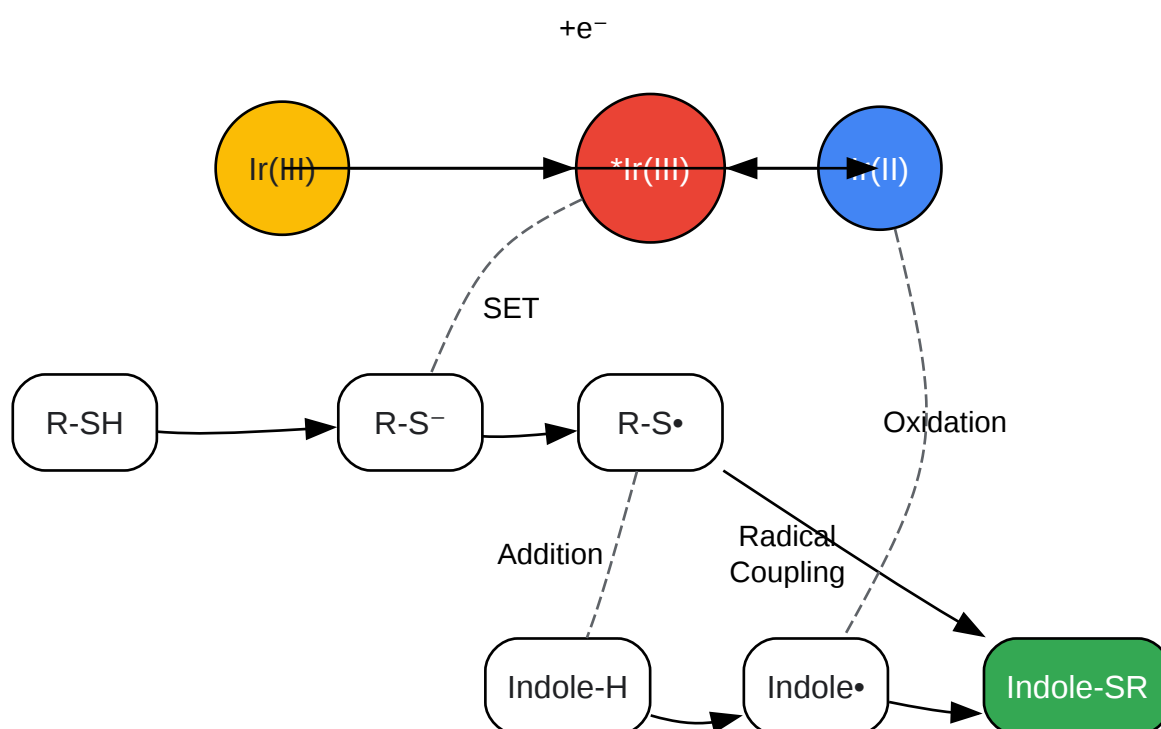 +e⁻
Ir(III)
*Ir(III)
Ir(II)
SET
R-SH
R-S⁻
R-S•
Oxidation
Addition
Radical
Coupling
Indole-H
Indole•
Indole-SR